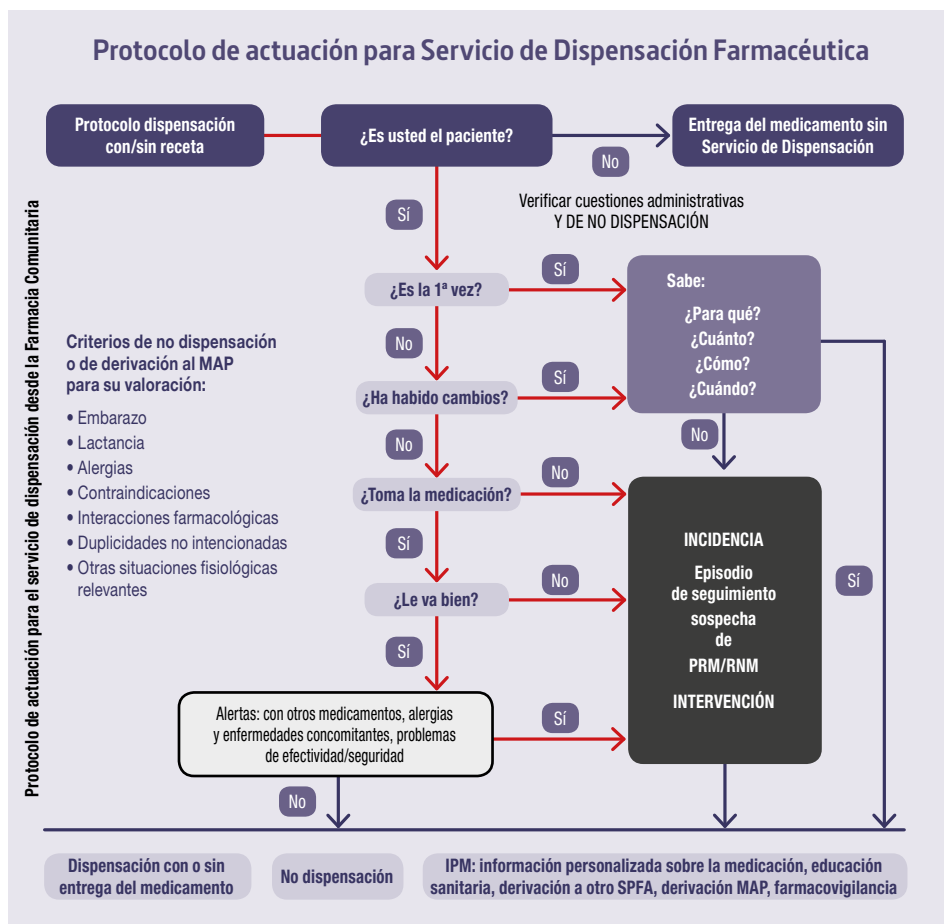 Protocolo de actuación para Servicio de Dispensación Farmacéutica
Protocolo dispensación
con/sin receta
¿Es usted el paciente?
No
Entrega del medicamento sin
Servicio de Dispensación
Sí
Verificar cuestiones administrativas
Y DE NO DISPENSACIÓN
Protocolo de actuación para el servicio de dispensación desde la Farmacia Comunitaria
¿Es la 1ª vez?
Sí
Sabe:
¿Para qué?
¿Cuánto?
¿Cómo?
¿Cuándo?
No
Criterios de no dispensación
o de derivación al MAP
para su valoración:
• Embarazo
• Lactancia
• Alergias
• Contraindicaciones
• Interacciones farmacológicas
• Duplicidades no intencionadas
• Otras situaciones fisiológicas
relevantes
¿Ha habido cambios?
Sí
No
No
¿Toma la medicación?
No
Sí
INCIDENCIA
Episodio
de seguimiento
sospecha
de
PRM/RNM
INTERVENCIÓN
Sí
¿Le va bien?
No
Sí
Alertas: con otros medicamentos, alergias
y enfermedades concomitantes, problemas
de efectividad/seguridad
Sí
No
Dispensación con o sin
entrega del medicamento
No dispensación
IPM: información personalizada sobre la medicación, educación
sanitaria, derivación a otro SPFA, derivación MAP, farmacovigilancia